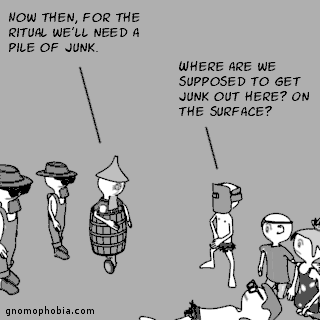 NOW THEN, FOR THE
RITUAL WE'LL NEED A
PILE OF JUNK.
WHERE ARE WE
SUPPOSED TO GET
JUNK OUT HERE? ON
THE SURFACE?
gnomophobia.com